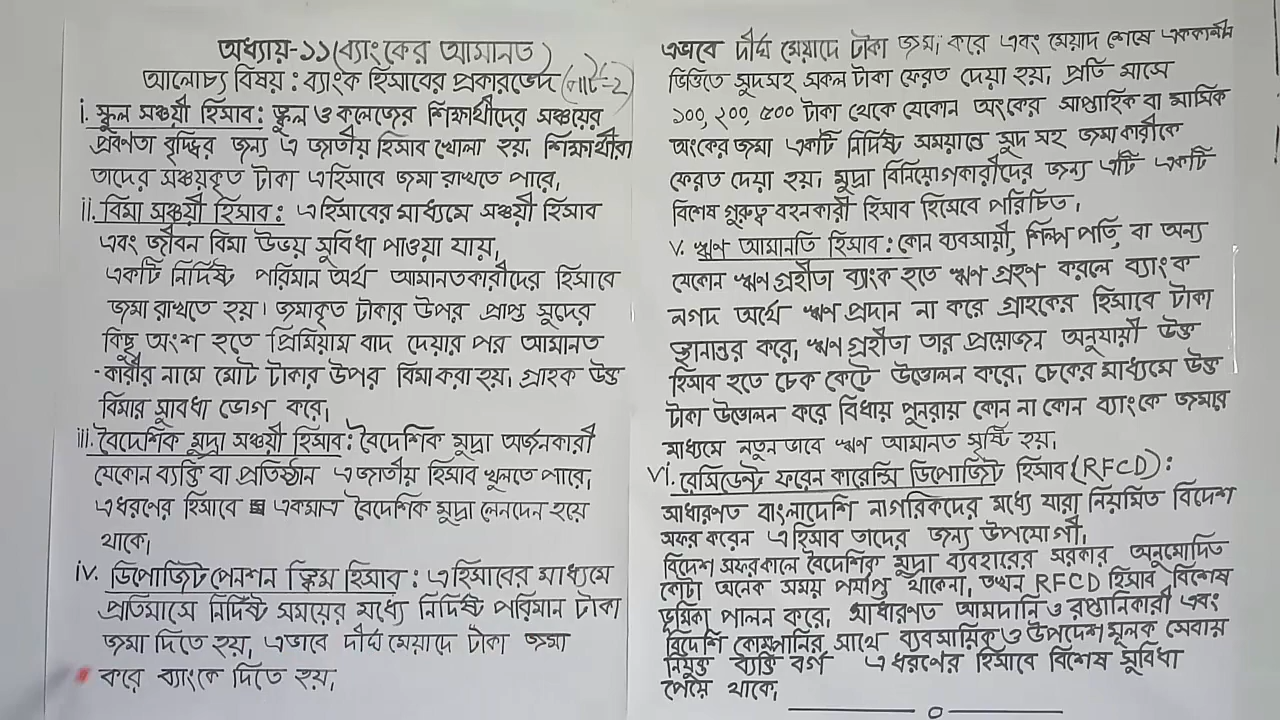 অধ্যায়-১১ (ব্যাংকের আমানত)
আলোচ্য বিষয় : ব্যাংক হিসাবের প্রকারভেদ (পার্ট-2)
i. স্কুল সঞ্চয়ী হিসাব : স্কুল ও কলেজের শিক্ষার্থীদের সঞ্চয়ের
প্রবণতা বৃদ্ধির জন্য এ জাতীয় হিসাব খোলা হয়। শিক্ষার্থীরা
তাদের সঞ্চয়কৃত টাকা এহিসাবে জমা রাখতে পারে।
ii. বিমা সঞ্চয়ী হিসাব : এহিসাবের মাধ্যমে সঞ্চয়ী হিসাব
এবং জীবন বিমা উভয় সুবিধা পাওয়া যায়।
একটি নির্দিষ্ট পরিমান অর্থ আমানতকারীদের হিসাবে
জমা রাখতে হয়। জমাকৃত টাকার উপর প্রাপ্ত সুদের
কিছু অংশ হতে প্রিমিয়াম বাদ দেয়ার পর আমানত
-কারীর নামে মোট টাকার উপর বিমা করা হয়। গ্রাহক উক্ত
বিমার সুবিধা ভোগ করে।
iii. বৈদেশিক মুদ্রা সঞ্চয়ী হিসাব : বৈদেশিক মুদ্রা অর্জনকারী
যেকোন ব্যক্তি বা প্রতিষ্ঠান এজাতীয় হিসাব খুলতে পারে।
এধরণের হিসাবে একমাত্র বৈদেশিক মুদ্রা লেনদেন হয়ে
থাকে।
iv. ডিপোজিট পেনশন স্কিম হিসাব : এহিসাবের মাধ্যমে
প্রতিমাসে নির্দিষ্ট সময়ের মধ্যে নির্দিষ্ট পরিমান টাকা
জমা দিতে হয়। এভাবে দীর্ঘ মেয়াদে টাকা জমা
করে ব্যাংকে দিতে হয়।
এভাবে দীর্ঘ মেয়াদে টাকা জমা করে এবং মেয়াদ শেষে এককালীন
ভিত্তিতে সুদসহ সকল টাকা ফেরত দেয়া হয়। প্রতি মাসে
১০০, ২০০, ৫০০ টাকা থেকে যেকোন অংকের সাপ্তাহিক বা মাসিক
অংকের জমা একটি নির্দিষ্ট সময়ান্তে সুদ সহ জমাকারীকে
ফেরত দেয়া হয়। মুদ্রা বিনিয়োগকারীদের জন্য এটি একটি
বিশেষ গুরুত্ব বহনকারী হিসাব হিসেবে পরিচিত।
v. ঋণ আমানতি হিসাব : কোন ব্যবসায়ী, শিল্প পতি, বা অন্য
যেকোন ঋণ গ্রহীতা ব্যাংক হতে ঋণ গ্রহণ করলে ব্যাংক
নগদ অর্থে ঋণ প্রদান না করে গ্রাহকের হিসাবে টাকা
স্থানান্তর করে। ঋণ গ্রহীতা তার প্রয়োজন অনুযায়ী উক্ত
হিসাব হতে চেক কেটে উত্তোলন করে। চেকের মাধ্যমে উক্ত
টাকা উত্তোলন করে বিধায় পুনরায় কোন না কোন ব্যাংকে জমার
মাধ্যমে নতুন ভাবে ঋণ আমানত সৃষ্টি হয়।
vi. রেসিডেন্ট ফরেন কারেন্সি ডিপোজিট হিসাব (RFCD) :
সাধারণত বাংলাদেশি নাগরিকদের মধ্যে যারা নিয়মিত বিদেশ
সফর করেন এহিসাব তাদের জন্য উপযোগী।
বিদেশ সফরকালে বৈদেশিক মুদ্রা ব্যবহারের সরকার অনুমোদিত
কোটা অনেক সময় পর্যাপ্ত থাকেনা, তখন RFCD হিসাব বিশেষ
ভূমিকা পালন করে। সাধারণত আমদানি ও রপ্তানিকারী এবং
বিদেশি কোম্পানির সাথে ব্যবসায়িক ও উপদেশ মূলক সেবায়
নিযুক্ত ব্যক্তি বর্গ এ ধরণের হিসাবে বিশেষ সুবিধা
পেয়ে থাকে।